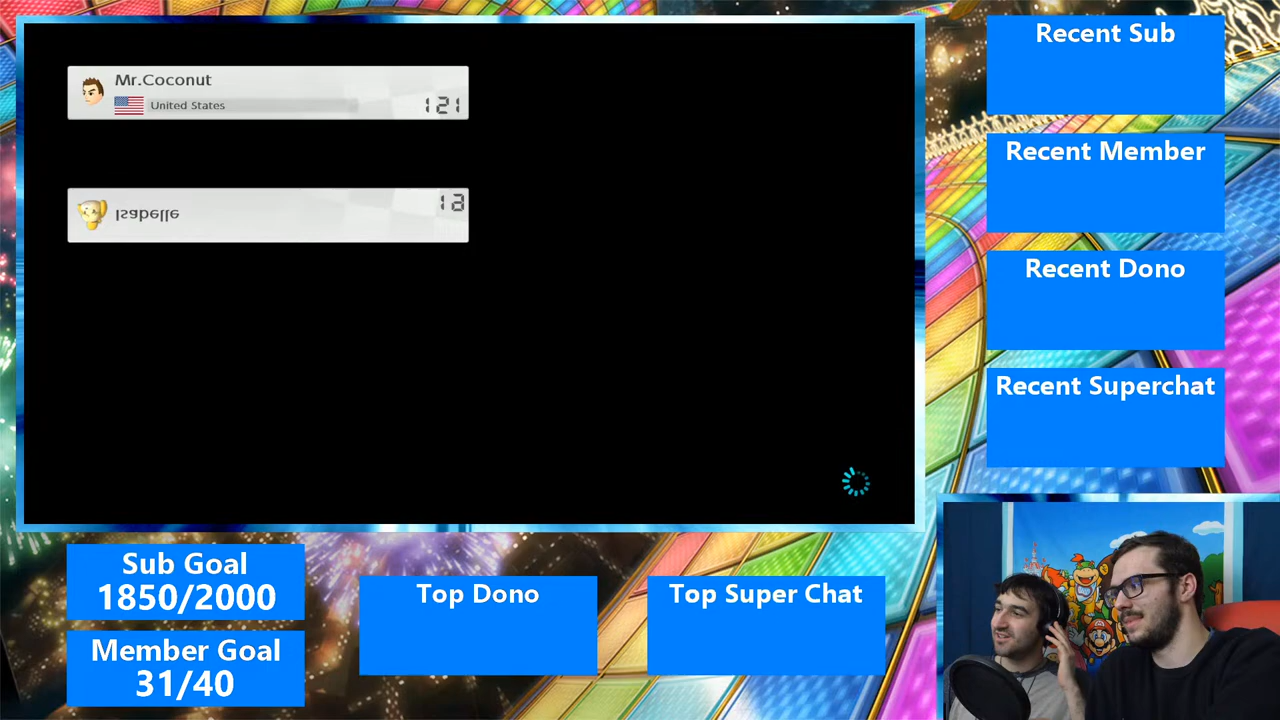 Mr.Coconut
United States
121
Isabelle
19
Recent Sub
Recent Member
Recent Dono
Recent Superchat
Sub Goal
1850/2000
Member Goal
31/40
Top Dono
Top Super Chat